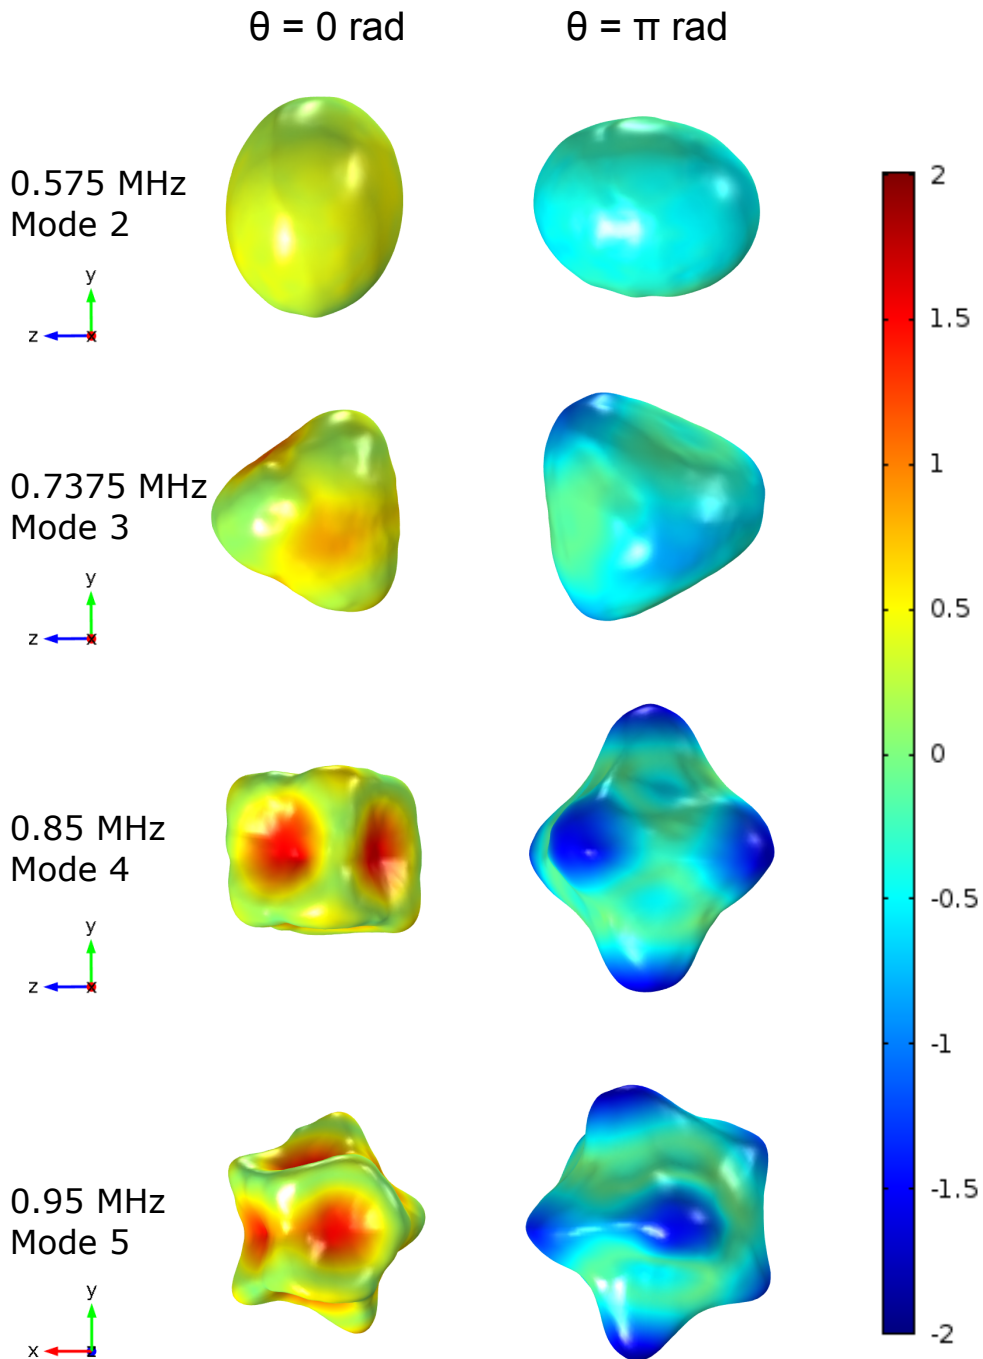 θ = 0 rad θ = π rad
0.575 MHz
Mode 2
y
z x
0.7375 MHz
Mode 3
y
z x
0.85 MHz
Mode 4
y
z x
0.95 MHz
Mode 5
y
x
2
1.5
1
0.5
0
-0.5
-1
-1.5
-2